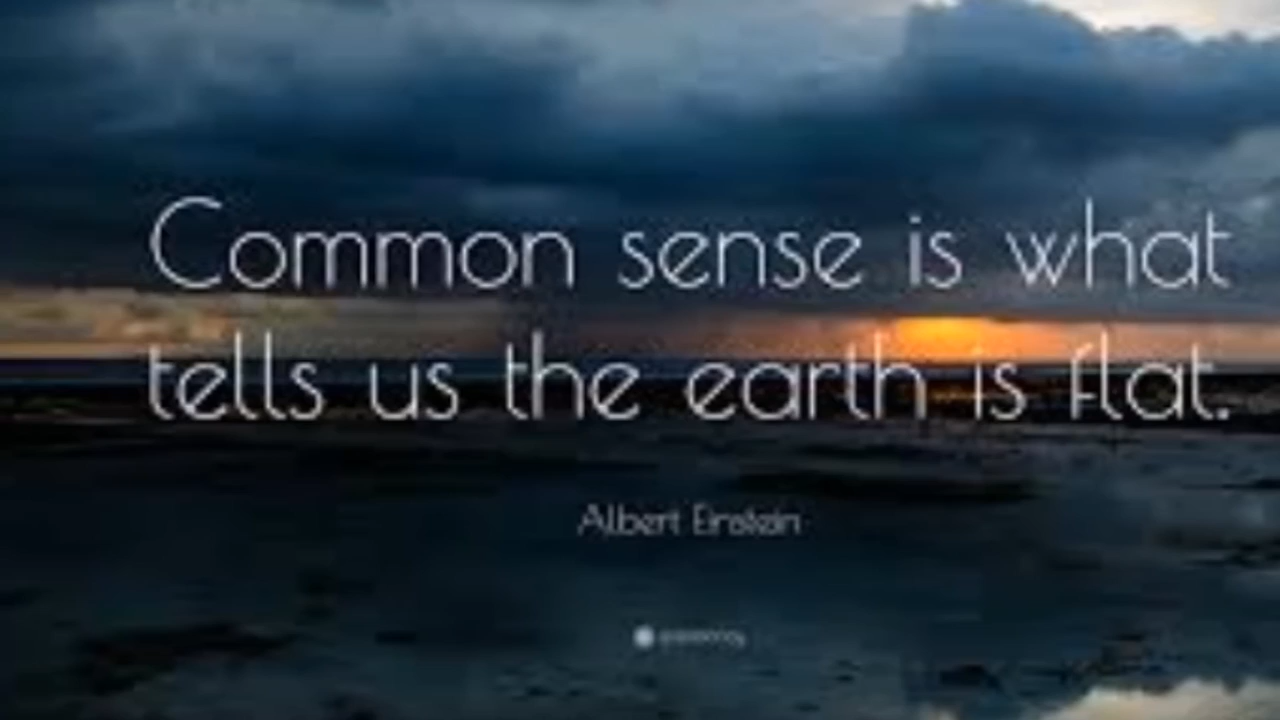 Common sense is what
tells us the earth is flat.
Albert Einstein